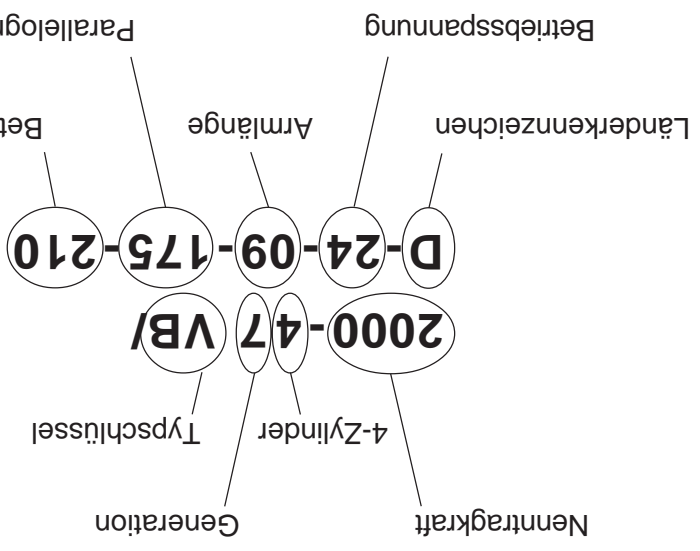 Nenntragkraft Generation
4-Zylinder Typschlüssel
2000-47 VB/
D-24-09-175-210
Länderkennzeichen Armlänge
Betriebsspannung